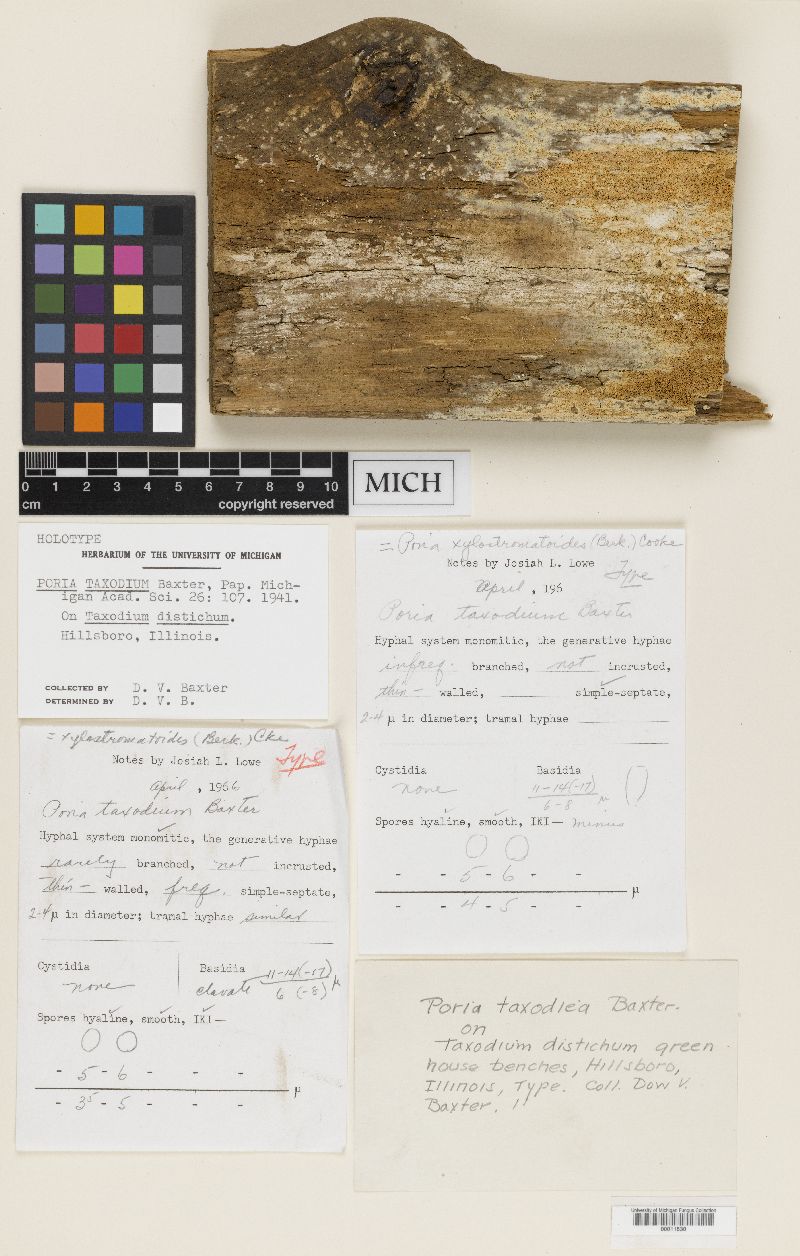 0 1 2 3 4 5 6 7 8 9 10
cm copyright reserved
MICH
HOLOTYPE
HERBARIUM OF THE UNIVERSITY OF MICHIGAN
PORIA TAXODIUM Baxter, Pap. Mich-
igan Acad. Sci. 26: 107. 1941.
On Taxodium distichum.
Hillsboro, Illinois.
COLLECTED BY D. V. Baxter
DETERMINED BY D. V. B.
= Poria xylostromatoides (Berk.) Cooke
Notes by Josiah L. Lowe
Type
April, 196
Poria taxodium Baxter
Hyphal system monomitic, the generative hyphae
infreq. branched, not incrusted,
thin- walled, simple-septate,
2-4 µ in diameter; tramal hyphae
Cystidia Basidia
none 11-14(-17)
6-8 µ
Spores hyaline, smooth, IKI- minus
- - 5 - 6 - -
µ
- - 4 - 5 - -
= xylostromatoides (Berk.) Cke
Notes by Josiah L. Lowe Type
April, 1966
Poria taxodium Baxter
Hyphal system monomitic, the generative hyphae
rarely branched, not incrusted,
thin- walled, freq. simple-septate,
2-4 µ in diameter; tramal hyphae similar
Cystidia Basidia 11-14(-17)
none clavate 6(-8) µ
Spores hyaline, smooth, IKI-
- 5 - 6 - - -
µ
- 3⁵ - 5 - - -
Poria taxodiea Baxter.
on
Taxodium distichum green
house benches, Hillsboro,
Illinois, Type. Coll. Dow V.
Baxter.
University of Michigan Fungus Collection